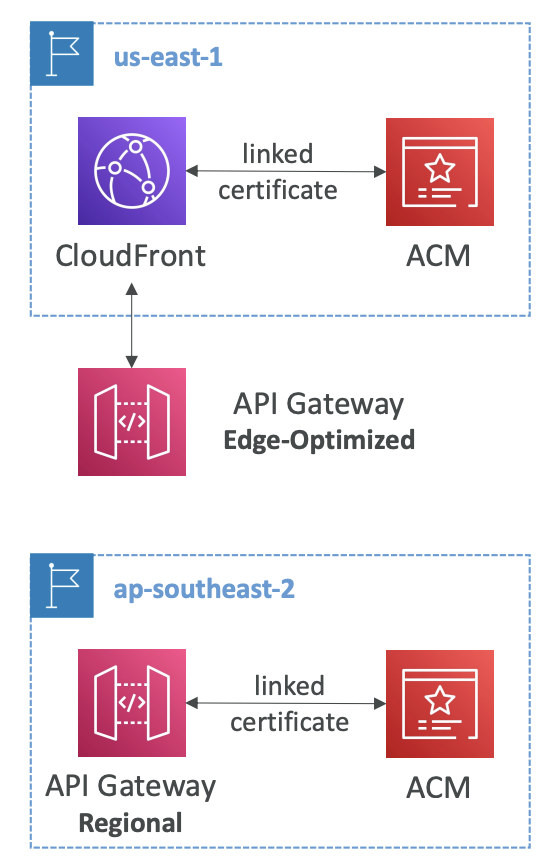 us-east-1
linked
certificate
CloudFront
ACM
</>
API Gateway
Edge-Optimized
ap-southeast-2
</>
linked
certificate
API Gateway
Regional
ACM